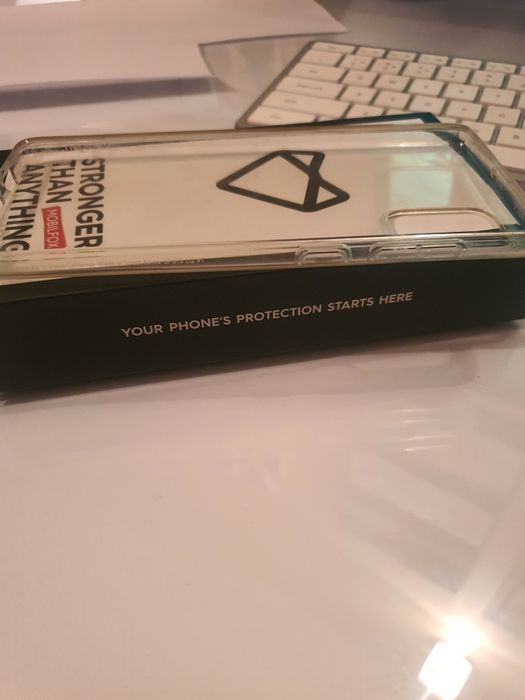 STRONGER
THAN
MOBILFOX
ANYTHING
YOUR PHONE'S PROTECTION STARTS HERE